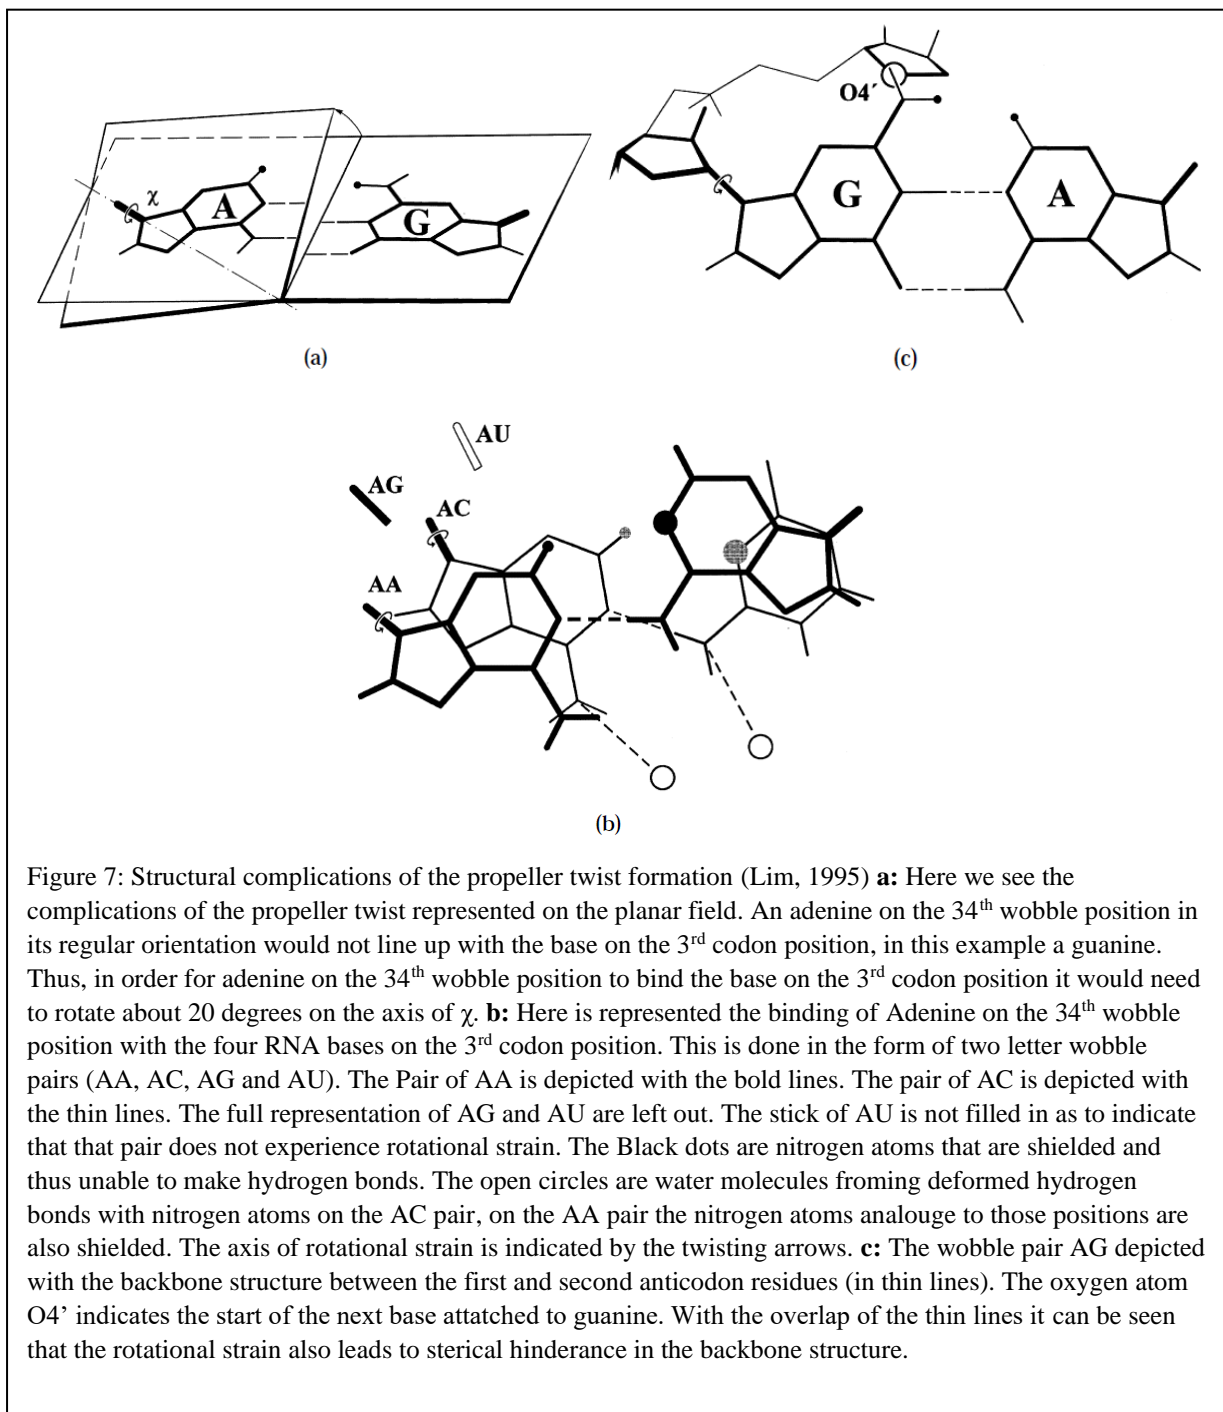 O4´
χ
A
G
G
A
(a)
(c)
AU
AG
AC
AA
(b)
Figure 7: Structural complications of the propeller twist formation (Lim, 1995) a: Here we see the
complications of the propeller twist represented on the planar field. An adenine on the 34th wobble position in
its regular orientation would not line up with the base on the 3rd codon position, in this example a guanine.
Thus, in order for adenine on the 34th wobble position to bind the base on the 3rd codon position it would need
to rotate about 20 degrees on the axis of χ. b: Here is represented the binding of Adenine on the 34th wobble
position with the four RNA bases on the 3rd codon position. This is done in the form of two letter wobble
pairs (AA, AC, AG and AU). The Pair of AA is depicted with the bold lines. The pair of AC is depicted with
the thin lines. The full representation of AG and AU are left out. The stick of AU is not filled in as to indicate
that that pair does not experience rotational strain. The Black dots are nitrogen atoms that are shielded and
thus unable to make hydrogen bonds. The open circles are water molecules froming deformed hydrogen
bonds with nitrogen atoms on the AC pair, on the AA pair the nitrogen atoms analouge to those positions are
also shielded. The axis of rotational strain is indicated by the twisting arrows. c: The wobble pair AG depicted
with the backbone structure between the first and second anticodon residues (in thin lines). The oxygen atom
O4’ indicates the start of the next base attatched to guanine. With the overlap of the thin lines it can be seen
that the rotational strain also leads to sterical hinderance in the backbone structure.